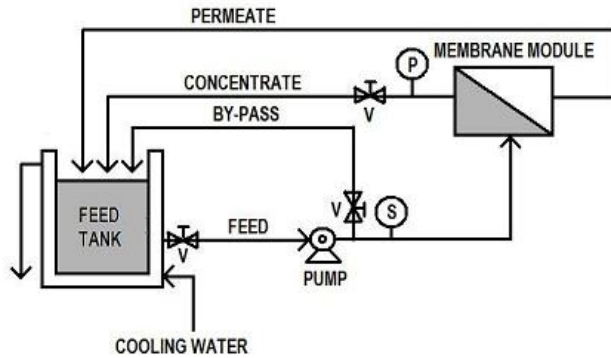 PERMEATE
MEMBRANE MODULE
P
CONCENTRATE
V
BY-PASS
V
S
FEED
TANK
FEED
V
PUMP
COOLING WATER